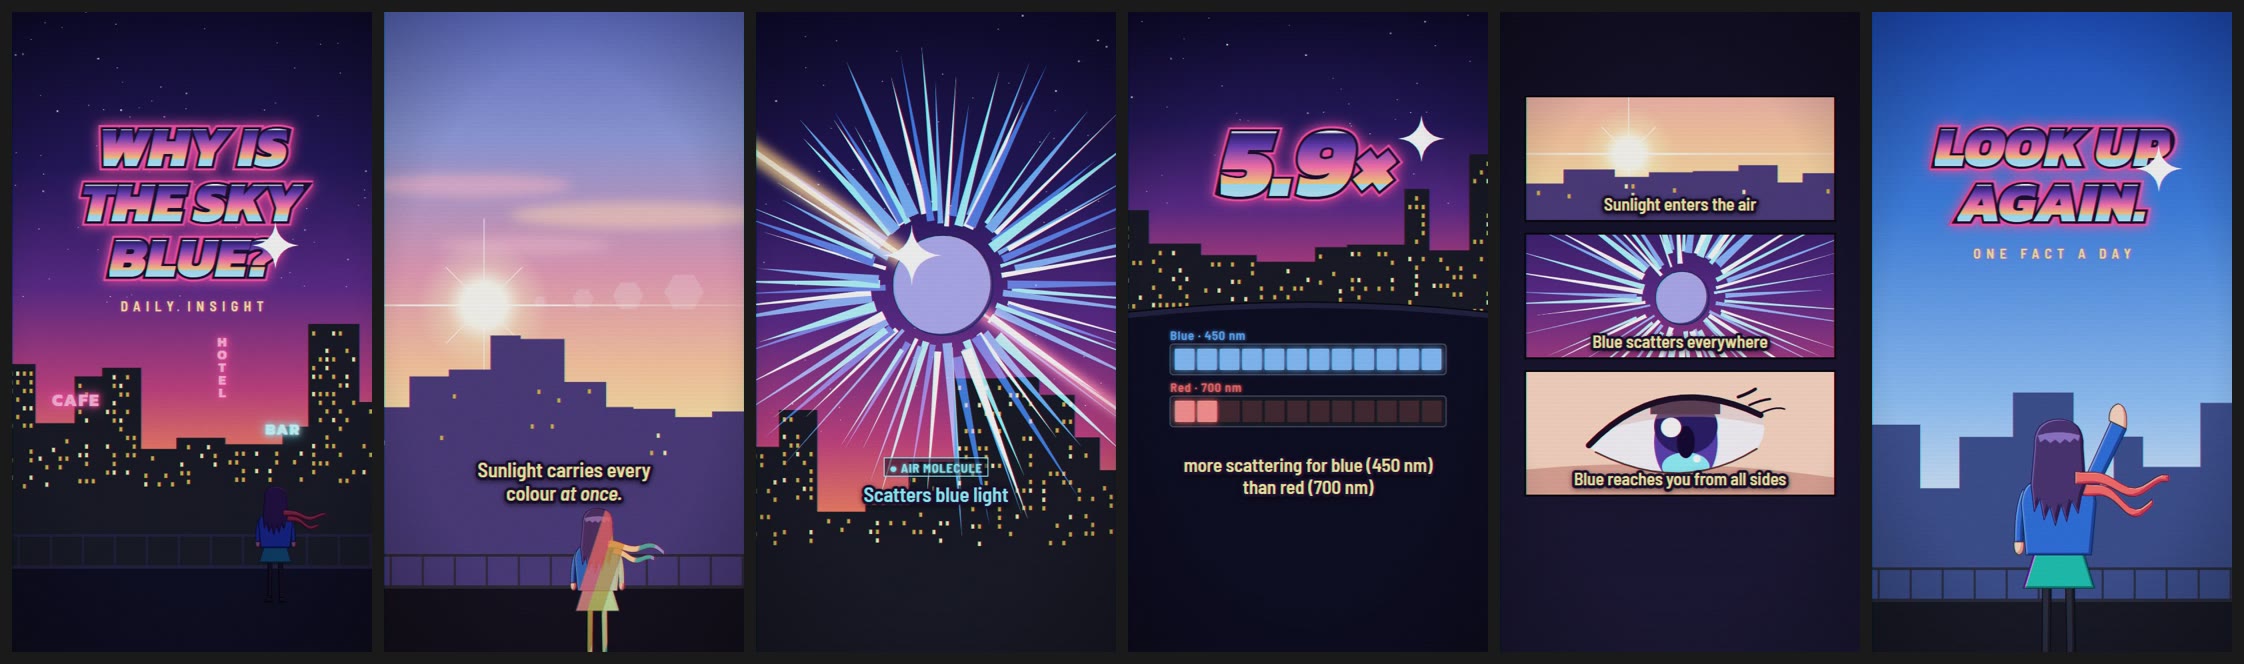 WHY IS
THE SKY
BLUE?
DAILY INSIGHT
HOTEL
CAFE
BAR
Sunlight carries every
colour at once.
AIR MOLECULE
Scatters blue light
5.9×
Blue · 450 nm
Red · 700 nm
more scattering for blue (450 nm)
than red (700 nm)
Sunlight enters the air
Blue scatters everywhere
Blue reaches you from all sides
LOOK UP
AGAIN.
ONE FACT A DAY